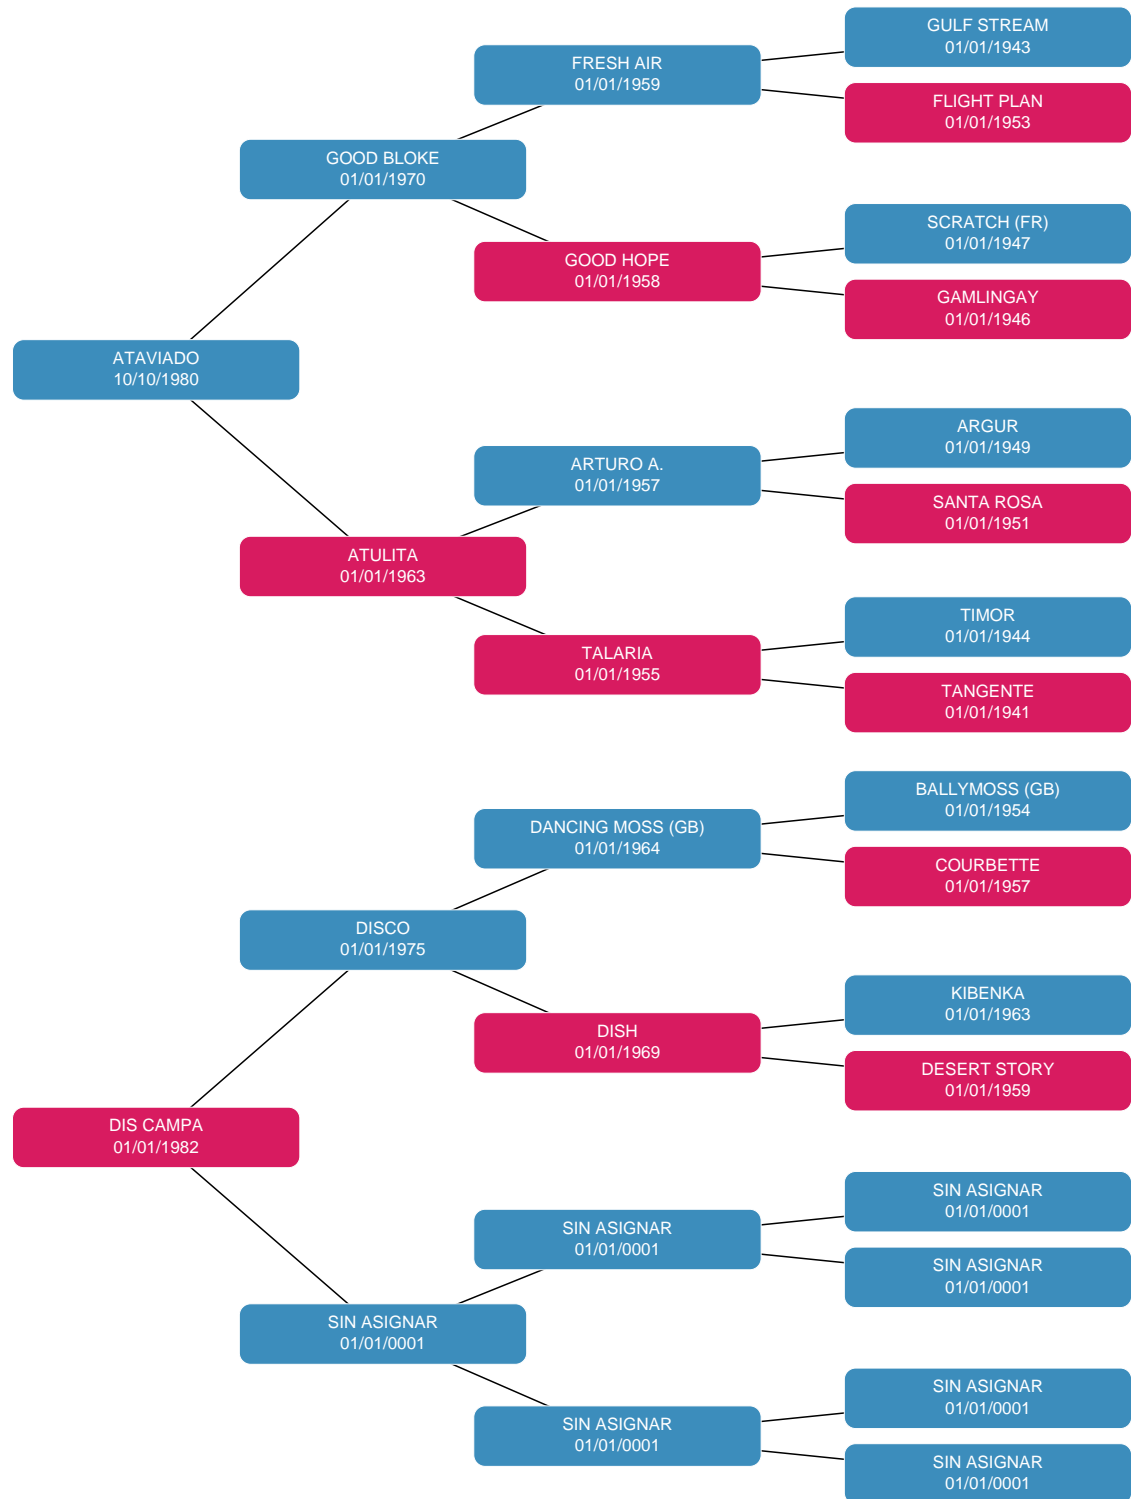 GULF STREAM
01/01/1943
FRESH AIR
01/01/1959
FLIGHT PLAN
01/01/1953
GOOD BLOKE
01/01/1970
SCRATCH (FR)
01/01/1947
GOOD HOPE
01/01/1958
GAMLINGAY
01/01/1946
ATAVIADO
10/10/1980
ARGUR
01/01/1949
ARTURO A.
01/01/1957
SANTA ROSA
01/01/1951
ATULITA
01/01/1963
TIMOR
01/01/1944
TALARIA
01/01/1955
TANGENTE
01/01/1941
BALLYMOSS (GB)
01/01/1954
DANCING MOSS (GB)
01/01/1964
COURBETTE
01/01/1957
DISCO
01/01/1975
KIBENKA
01/01/1963
DISH
01/01/1969
DESERT STORY
01/01/1959
DIS CAMPA
01/01/1982
SIN ASIGNAR
01/01/0001
SIN ASIGNAR
01/01/0001
SIN ASIGNAR
01/01/0001
SIN ASIGNAR
01/01/0001
SIN ASIGNAR
01/01/0001
SIN ASIGNAR
01/01/0001
SIN ASIGNAR
01/01/0001